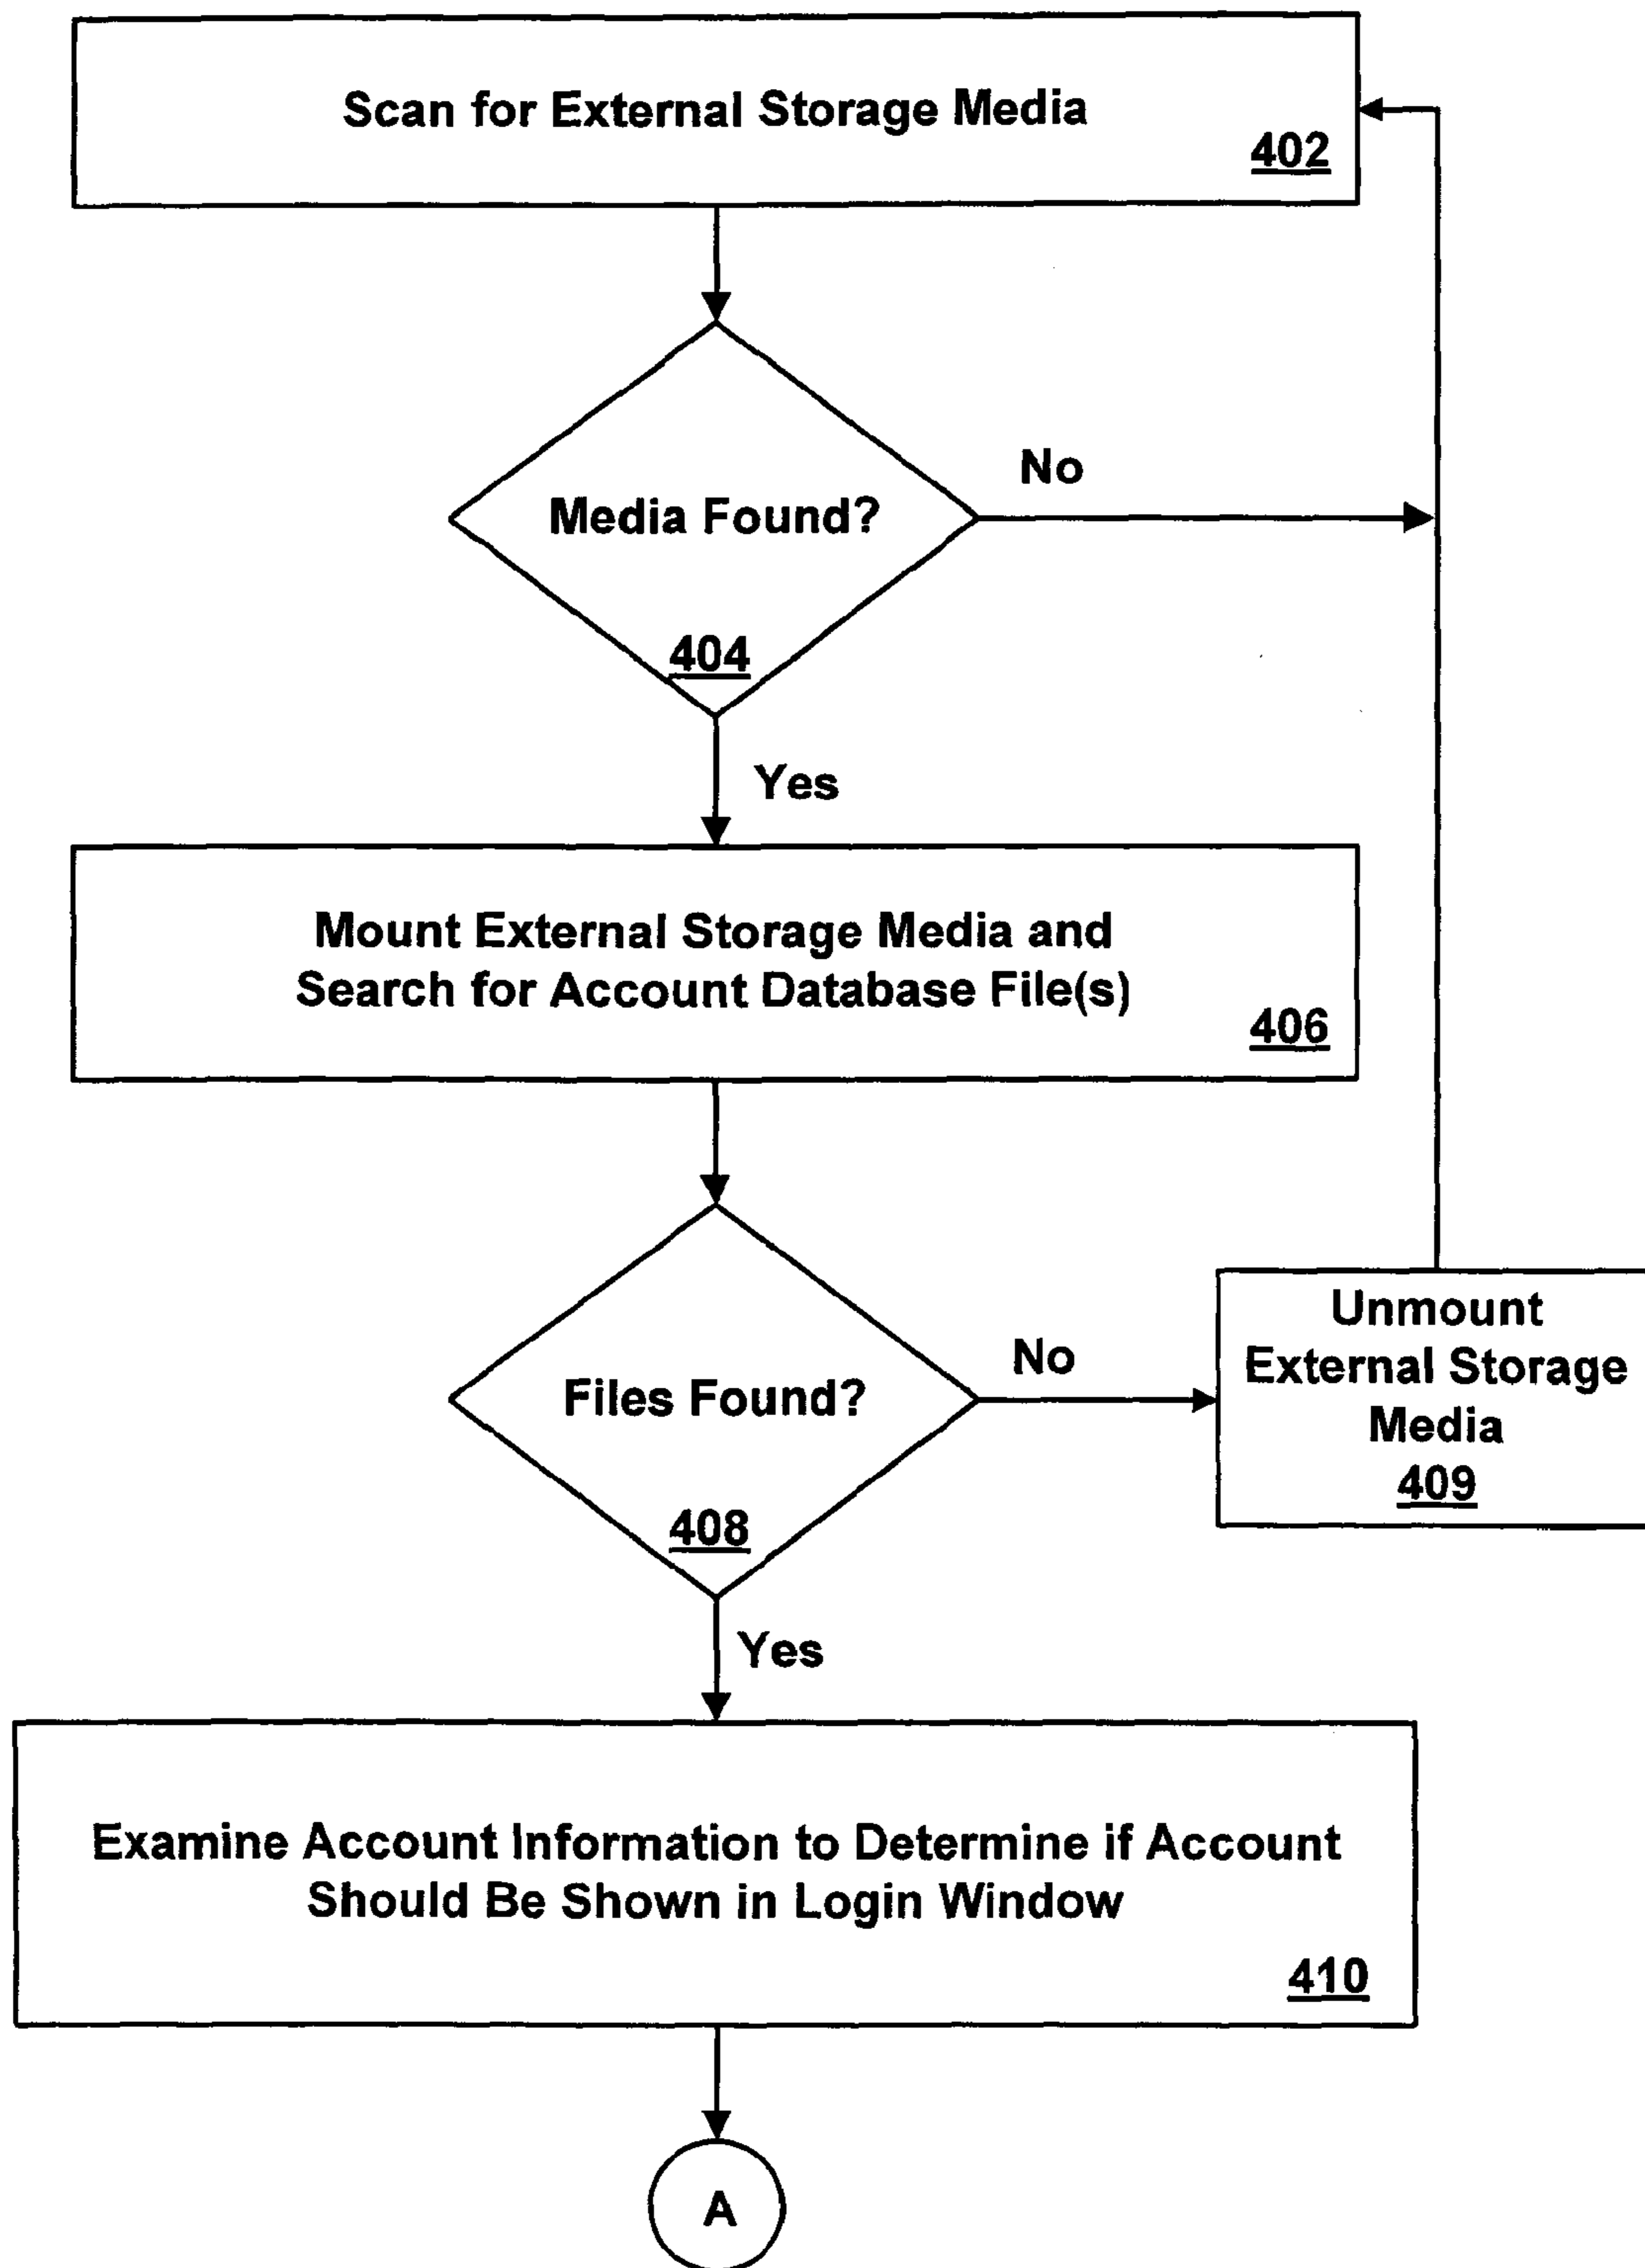 Scan for External Storage Media
402
Media Found?
No
404
Yes
Mount External Storage Media and
Search for Account Database File(s)
406
Files Found?
No
408
Unmount
External Storage
Media
409
Yes
Examine Account Information to Determine if Account
Should Be Shown in Login Window
410
A